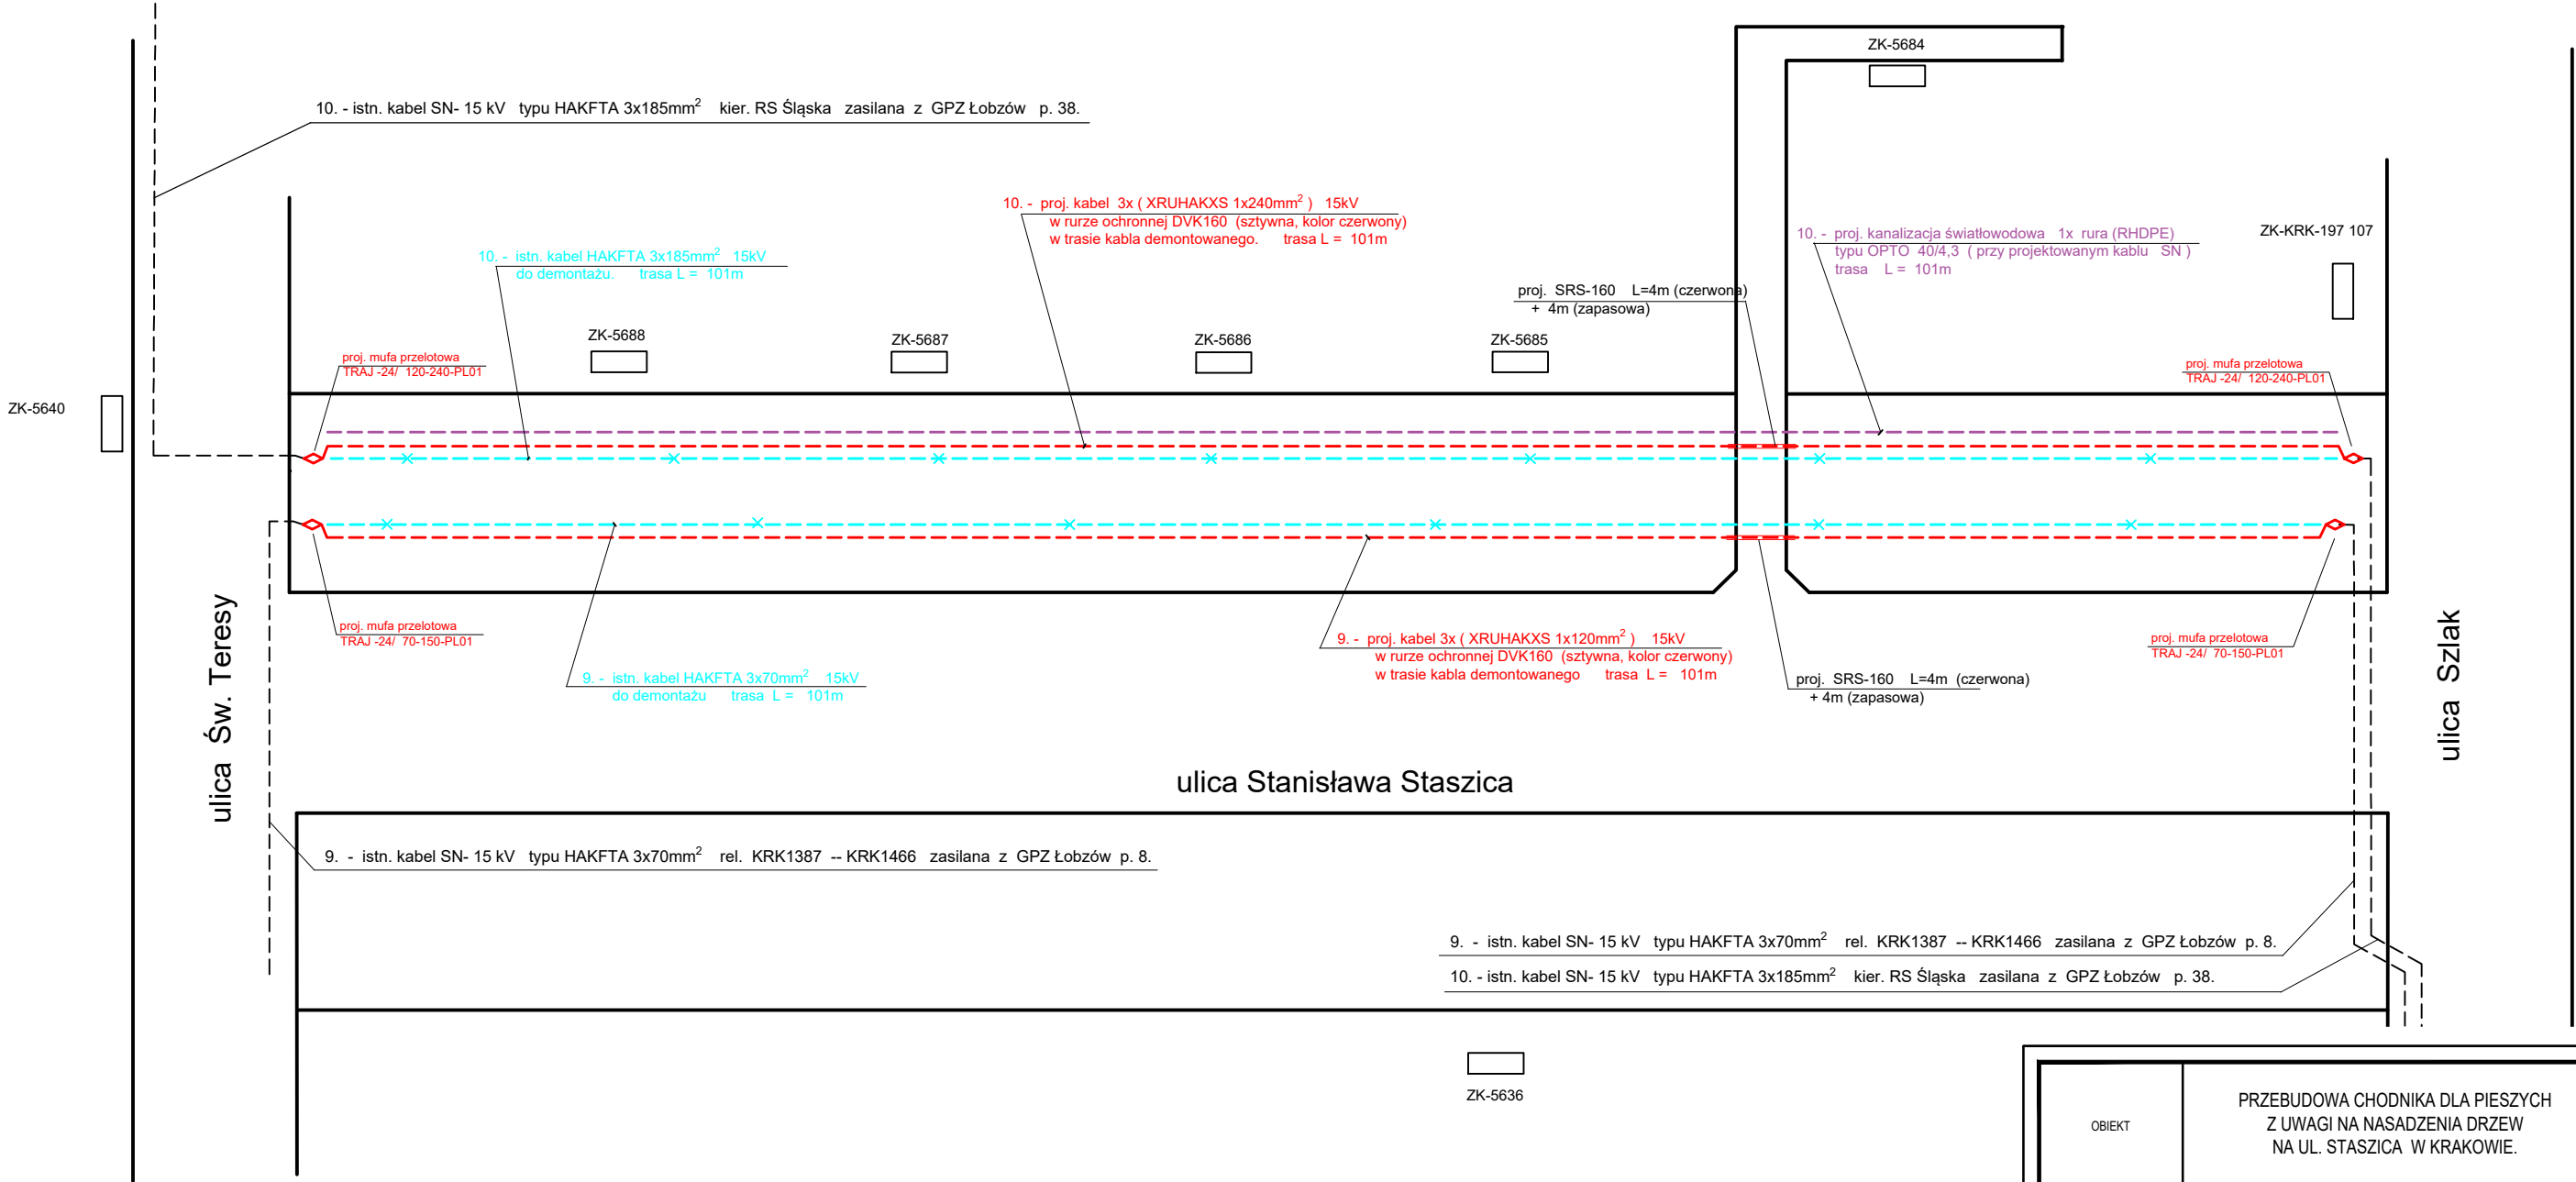 ZK-5684
10. - istn. kabel SN- 15 kV typu HAKFTA 3x185mm² kier. RS Śląska zasilana z GPZ Łobzów p. 38.
10. - proj. kabel 3x ( XRUHAKXS 1x240mm² ) 15kV
w rurze ochronnej DVK160 (sztywna, kolor czerwony)
w trasie kabla demontowanego. trasa L = 101m
10. - proj. kanalizacja światłowodowa 1x rura (RHDPE)
typu OPTO 40/4,3 ( przy projektowanym kablu SN )
trasa L = 101m
ZK-KRK-197 107
10. - istn. kabel HAKFTA 3x185mm² 15kV
do demontażu. trasa L = 101m
proj. SRS-160 L=4m (czerwona)
+ 4m (zapasowa)
ZK-5688
ZK-5687
ZK-5686
ZK-5685
proj. mufa przelotowa
TRAJ -24/ 120-240-PL01
proj. mufa przelotowa
TRAJ -24/ 120-240-PL01
ZK-5640
proj. mufa przelotowa
TRAJ -24/ 70-150-PL01
9. - istn. kabel HAKFTA 3x70mm² 15kV
do demontażu trasa L = 101m
9. - proj. kabel 3x ( XRUHAKXS 1x120mm² ) 15kV
w rurze ochronnej DVK160 (sztywna, kolor czerwony)
w trasie kabla demontowanego trasa L = 101m
proj. SRS-160 L=4m (czerwona)
+ 4m (zapasowa)
proj. mufa przelotowa
TRAJ -24/ 70-150-PL01
ulica Św. Teresy
ulica Szlak
ulica Stanisława Staszica
9. - istn. kabel SN- 15 kV typu HAKFTA 3x70mm² rel. KRK1387 -- KRK1466 zasilana z GPZ Łobzów p. 8.
9. - istn. kabel SN- 15 kV typu HAKFTA 3x70mm² rel. KRK1387 -- KRK1466 zasilana z GPZ Łobzów p. 8.
10. - istn. kabel SN- 15 kV typu HAKFTA 3x185mm² kier. RS Śląska zasilana z GPZ Łobzów p. 38.
ZK-5636
OBIEKT
PRZEBUDOWA CHODNIKA DLA PIESZYCH
Z UWAGI NA NASADZENIA DRZEW
NA UL. STASZICA W KRAKOWIE.